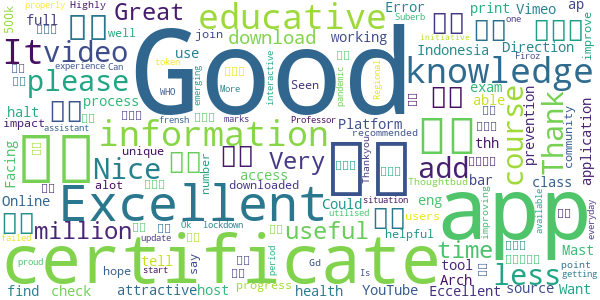 500k properly Highly Great educative Error print Vimeo ap
full well join use download working Suberb one initiative
It video Good Indonesia Direction improve Firoz
experience Can please token emerging interactive Seen pandemic Regional knowledge
process WHO More exam able prevention application
halt information marks Professor Platform Thankyou recommended course Thank community
impact assistant frensh add thh
Facing Nice unique Very bar class everyday
Online alot number access downloaded situation Thoughtbud
Excellent Could utilised eng users improving app available
million update Ok lockdown useful helpful
failed certificate period time tool Mast
proud tell start say Gd Is Arch less point getting
hope progress Eccellent source Want
find check attractive host health YouTube